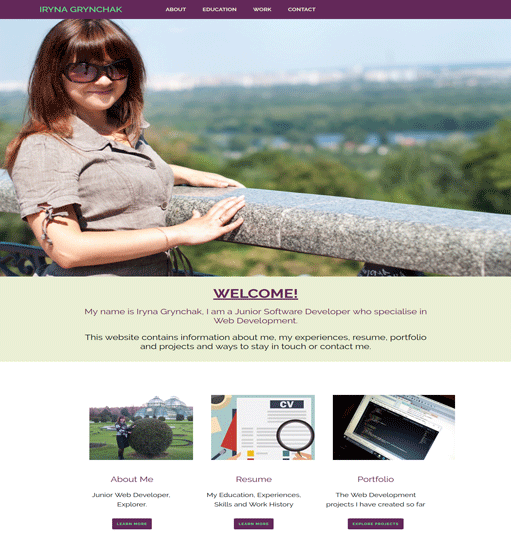 IRYNA GRYNCHAK ABOUT EDUCATION WORK CONTACT
WELCOME!
My name is Iryna Grynchak, I am a Junior Software Developer who specialise in
Web Development.
This website contains information about me, my experiences, resume, portfolio
and projects and ways to stay in touch or contact me.
CV
About Me
Junior Web Developer,
Explorer.
LEARN MORE
Resume
My Education, Experiences,
Skills and Work History
LEARN MORE
Portfolio
The Web Development
projects I have created so far
EXPLORE PROJECTS